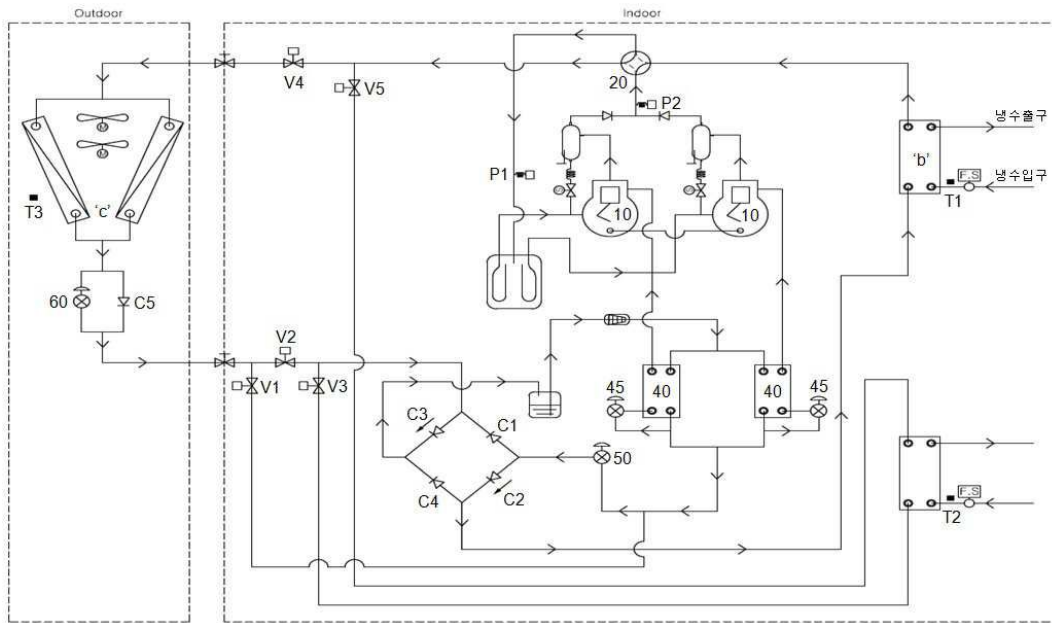 Outdoor
Indoor
V4
V5
20
P2
P1
M
M
T3
'c'
10
10
'b'
냉수출구
냉수입구
F.S
T1
60
C5
V2
V1
V3
C3
C1
C4
C2
40
40
45
45
50
F.S
T2